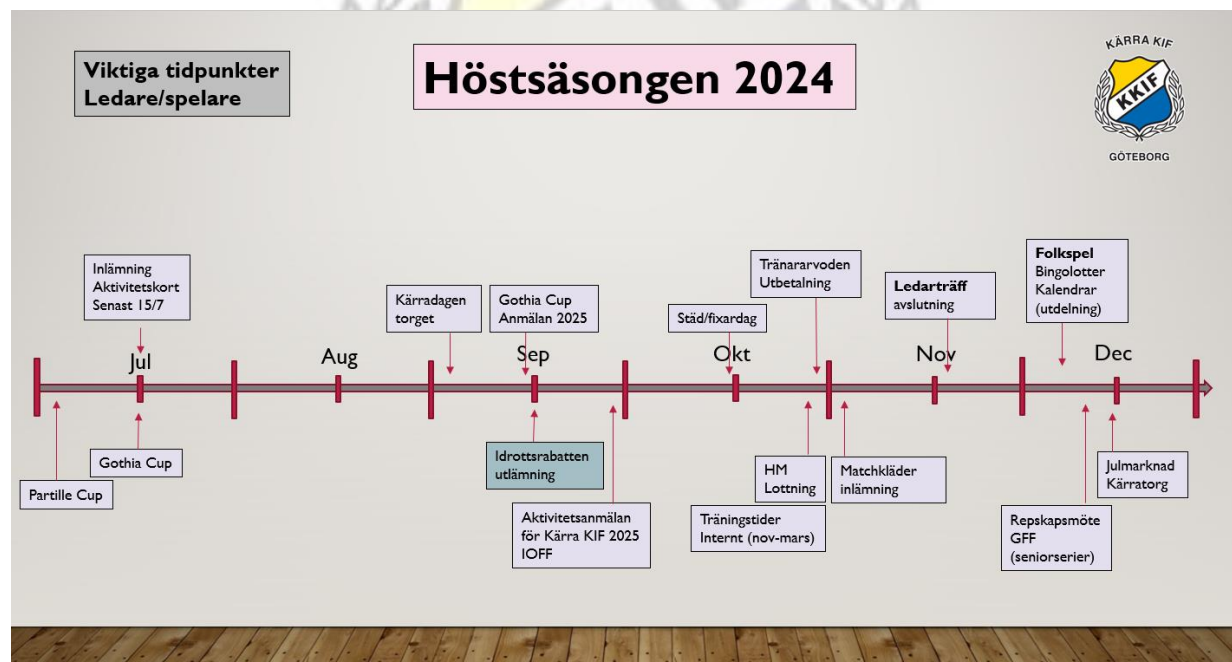 Viktiga tidpunkter
Ledare/spelare
Höstsäsongen 2024
KÄRRA KIF
KKIF
GÖTEBORG
Inlämning
Aktivitetskort
Senast 15/7
Kärradagen
torget
Gothia Cup
Anmälan 2025
Städ/fixardag
Tränararvoden
Utbetalning
Ledarträff
avslutning
Folkspel
Bingolotter
Kalendrar
(utdelning)
Jul
Aug
Sep
Okt
Nov
Dec
Partille Cup
Gothia Cup
Idrottsrabatten
utlämning
Aktivitetsanmälan
för Kärra KIF 2025
IOFF
HM
Lottning
Träningstider
Internt (nov-mars)
Matchkläder
inlämning
Repskapsmöte
GFF
(seniorserier)
Julmarknad
Kärratorg